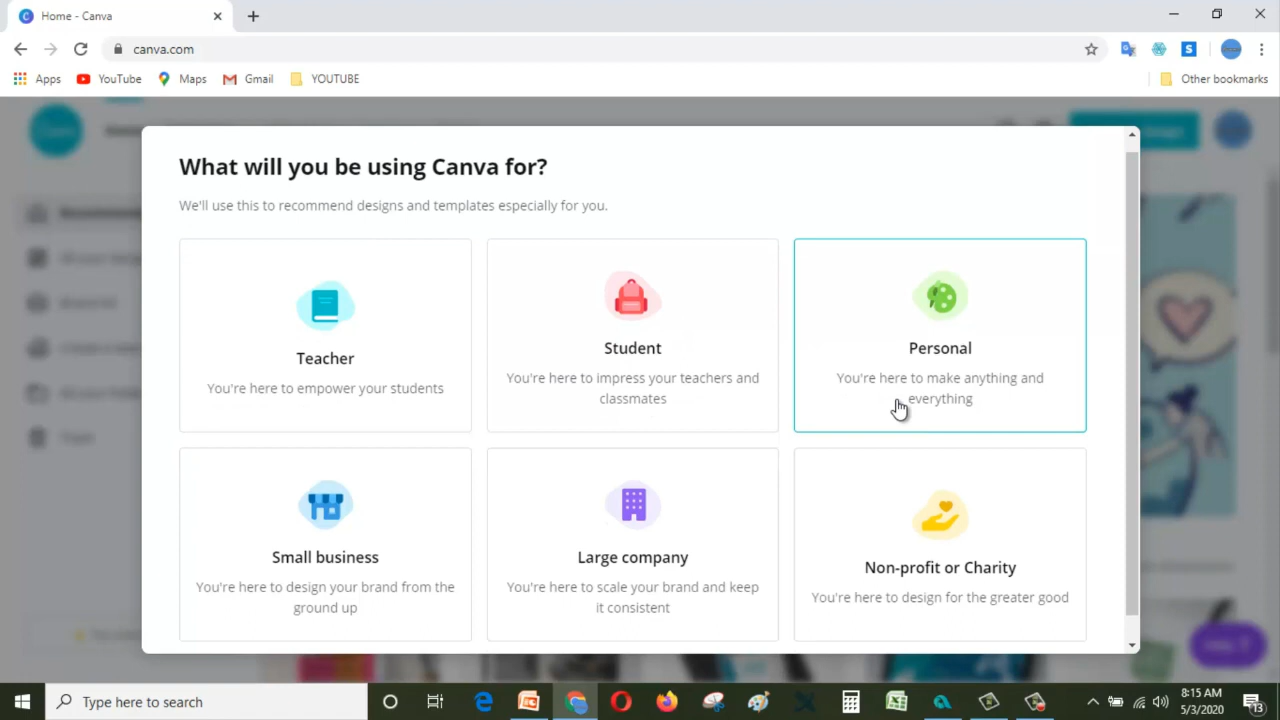 Home - Canva
canva.com
Apps
YouTube
Maps
Gmail
YOUTUBE
Other bookmarks
What will you be using Canva for?
We'll use this to recommend designs and templates especially for you.
Teacher
You're here to empower your students
Student
You're here to impress your teachers and
classmates
Personal
You're here to make anything and
everything
Small business
You're here to design your brand from the
ground up
Large company
You're here to scale your brand and keep
it consistent
Non-profit or Charity
You're here to design for the greater good
Type here to search
8:15 AM
5/3/2020
13